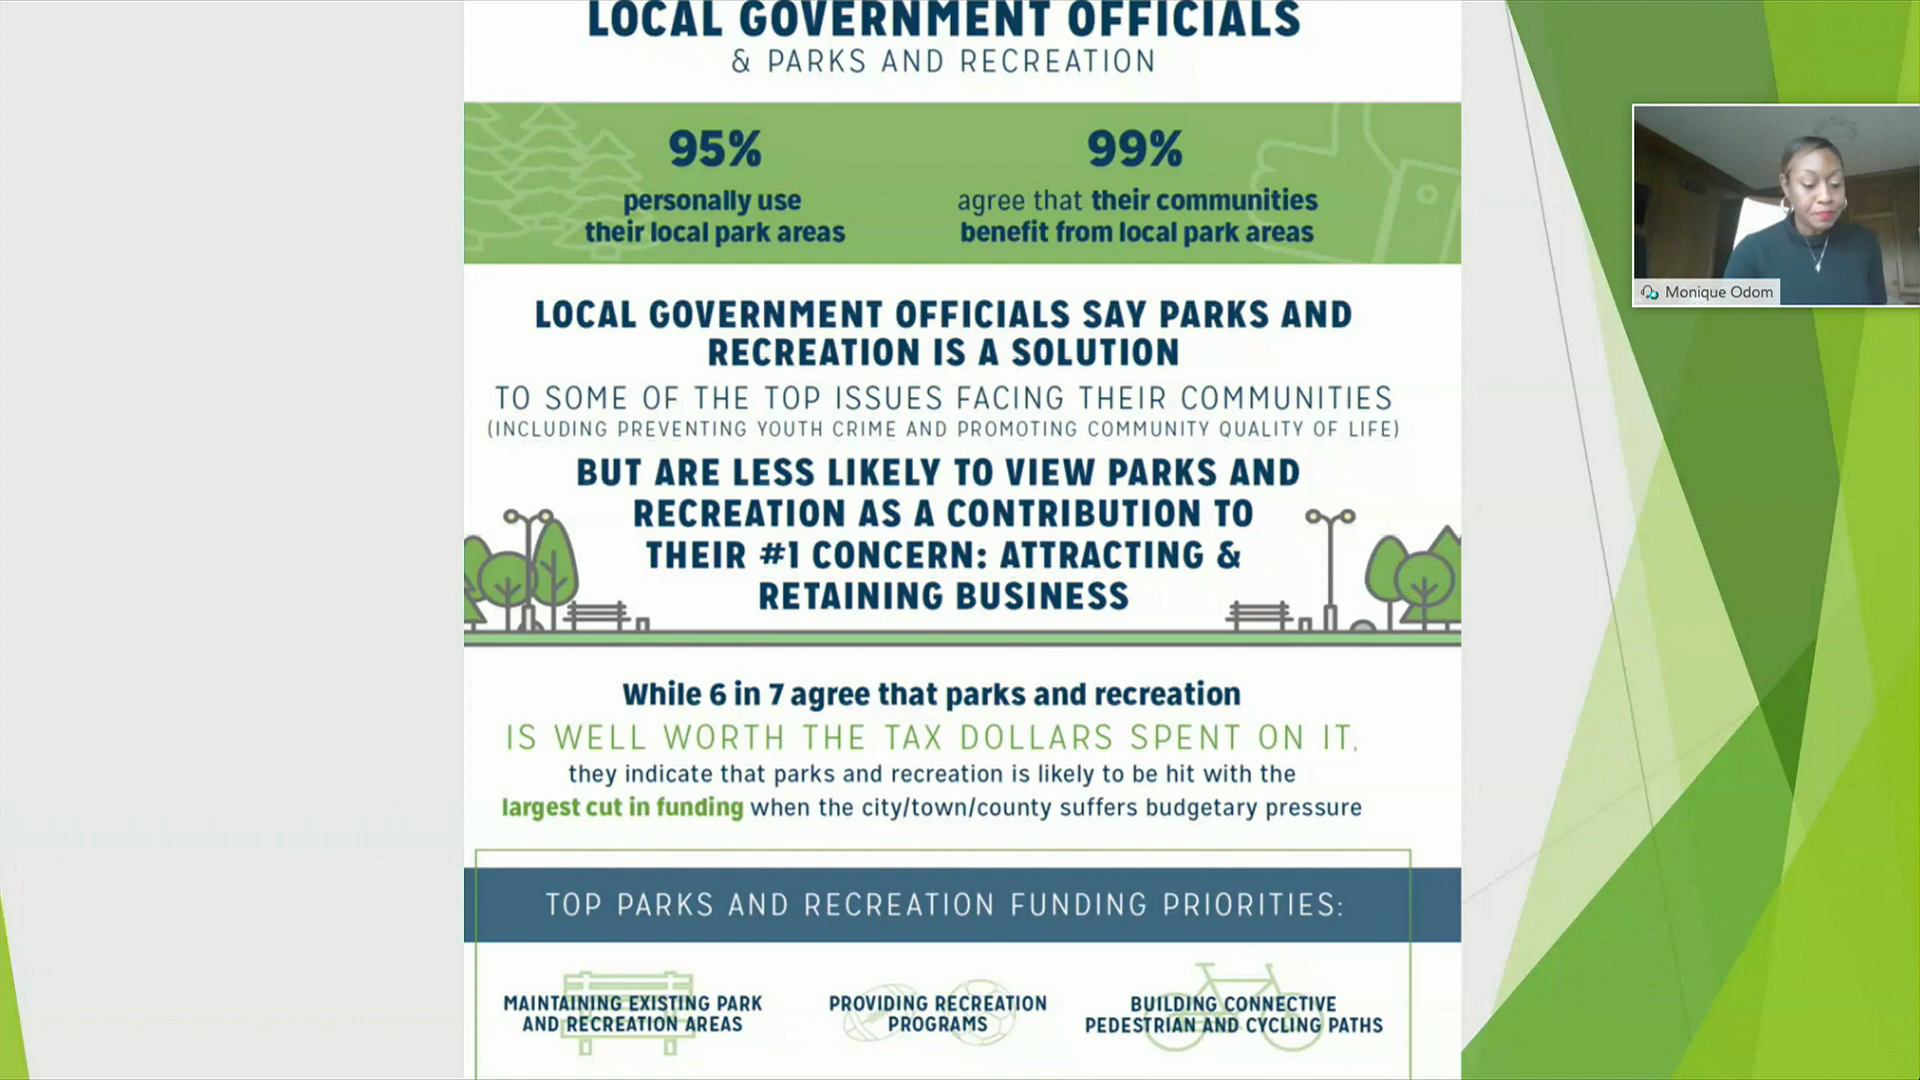 LOCAL GOVERNMENT OFFICIALS
& PARKS AND RECREATION
95%
personally use
their local park areas
99%
agree that their communities
benefit from local park areas
Monique Odom
LOCAL GOVERNMENT OFFICIALS SAY PARKS AND
RECREATION IS A SOLUTION
TO SOME OF THE TOP ISSUES FACING THEIR COMMUNITIES
(INCLUDING PREVENTING YOUTH CRIME AND PROMOTING COMMUNITY QUALITY OF LIFE)
BUT ARE LESS LIKELY TO VIEW PARKS AND
RECREATION AS A CONTRIBUTION TO
THEIR #1 CONCERN: ATTRACTING &
RETAINING BUSINESS
While 6 in 7 agree that parks and recreation
IS WELL WORTH THE TAX DOLLARS SPENT ON IT,
they indicate that parks and recreation is likely to be hit with the
largest cut in funding when the city/town/county suffers budgetary pressure
TOP PARKS AND RECREATION FUNDING PRIORITIES:
MAINTAINING EXISTING PARK
AND RECREATION AREAS
PROVIDING RECREATION
PROGRAMS
BUILDING CONNECTIVE
PEDESTRIAN AND CYCLING PATHS